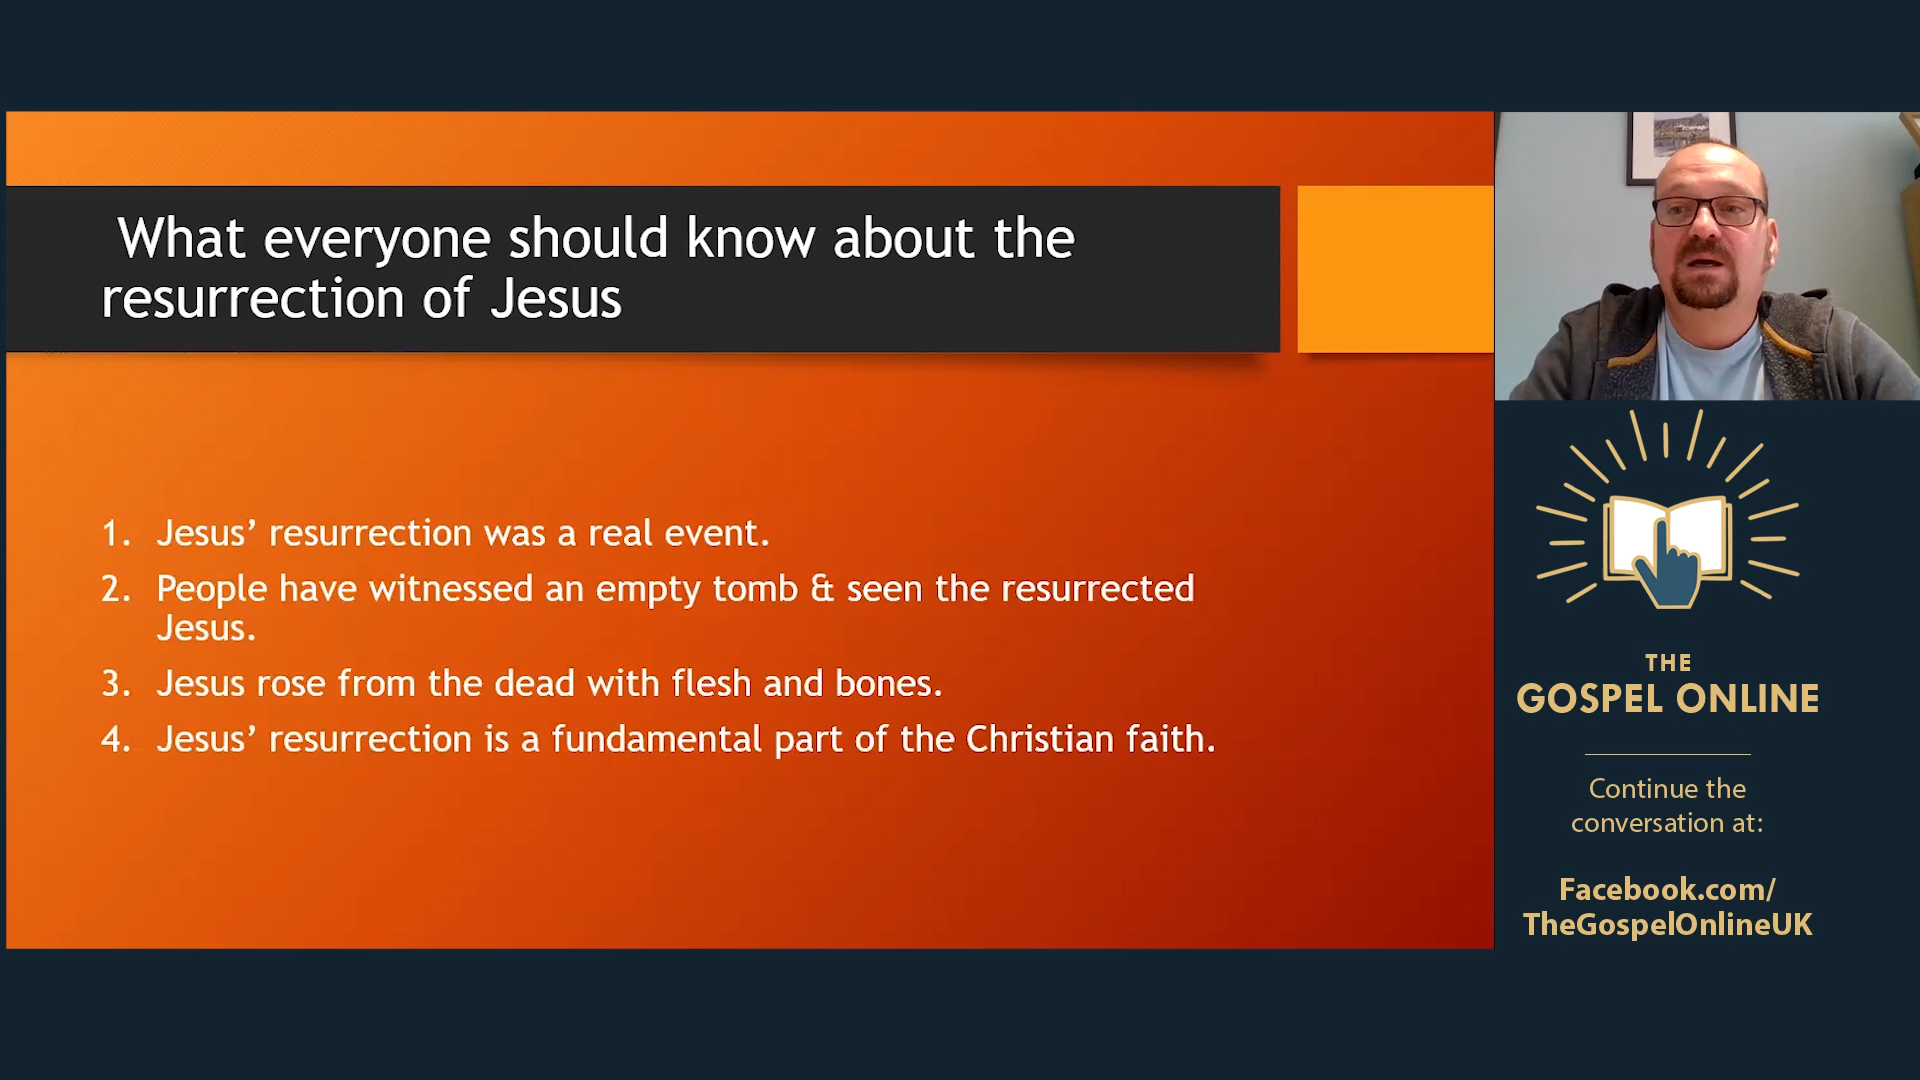 What everyone should know about the
resurrection of Jesus
1. Jesus’ resurrection was a real event.
2. People have witnessed an empty tomb & seen the resurrected
Jesus.
3. Jesus rose from the dead with flesh and bones.
4. Jesus’ resurrection is a fundamental part of the Christian faith.
THE
GOSPEL ONLINE
Continue the
conversation at:
Facebook.com/
TheGospelOnlineUK